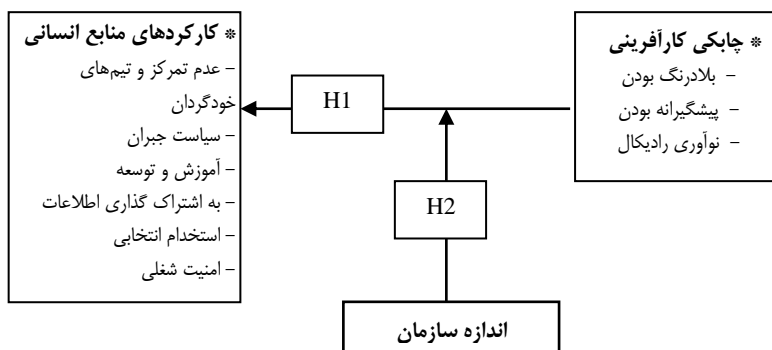 * چابکی کارآفرینی
- بلادرنگ بودن
- پیشگیرانه بودن
- نوآوری رادیکال
H1
H2
* کارکردهای منابع انسانی
- عدم تمرکز و تیم‌های
خودگردان
- سیاست جبران
- آموزش و توسعه
- به اشتراک گذاری اطلاعات
- استخدام انتخابی
- امنیت شغلی
اندازه سازمان